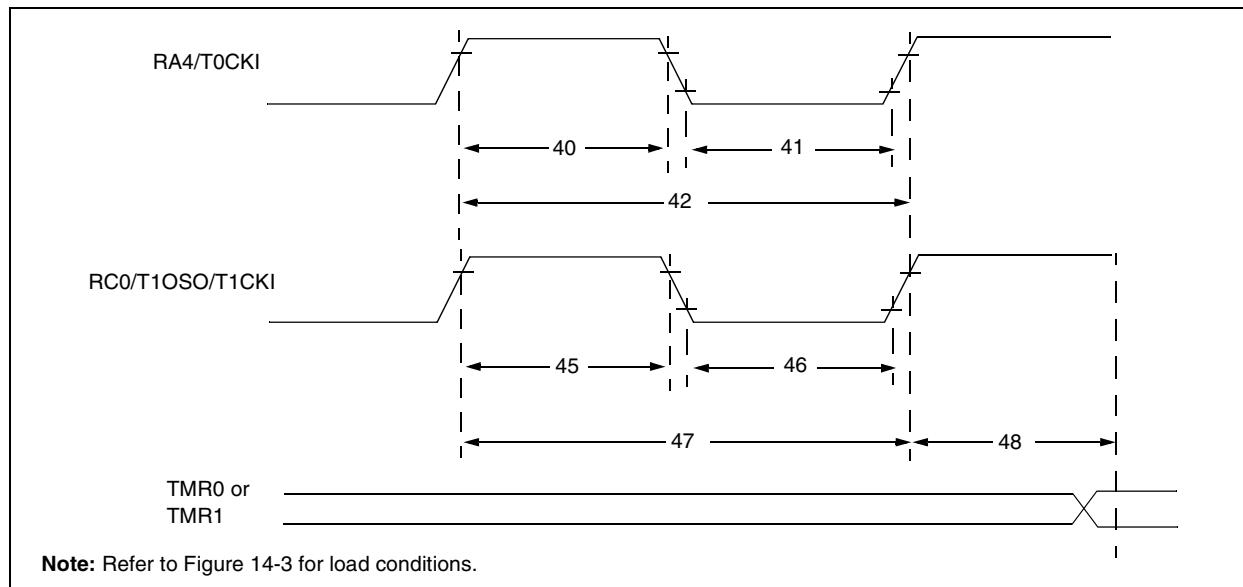 RA4/T0CKI
40
41
42
RC0/T1OSO/T1CKI
45
46
47
48
TMR0 or
TMR1
Note: Refer to Figure 14-3 for load conditions.